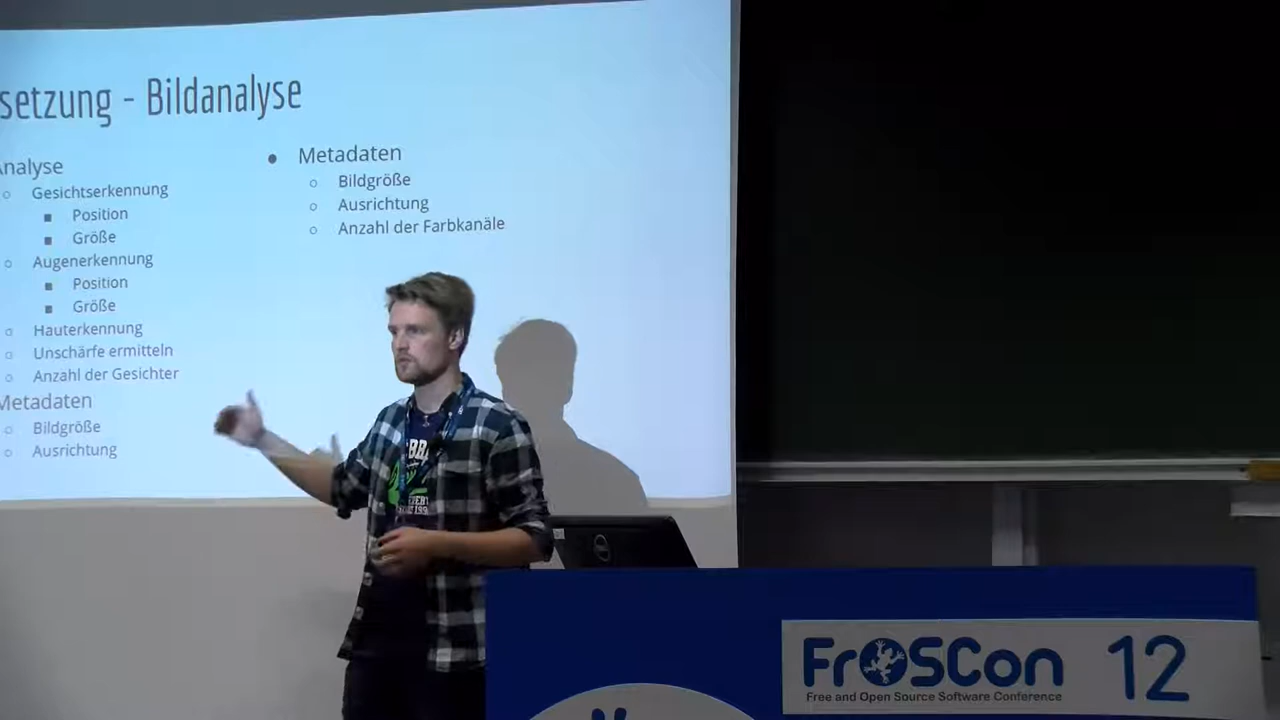 setzung - Bildanalyse
Analyse
Gesichtserkennung
Position
Größe
Augenerkennung
Position
Größe
Hauterkennung
Unschärfe ermitteln
Anzahl der Gesichter
Metadaten
Bildgröße
Ausrichtung
Metadaten
Bildgröße
Ausrichtung
Anzahl der Farbkanäle
FrOSCon 12
Free and Open Source Software Conference